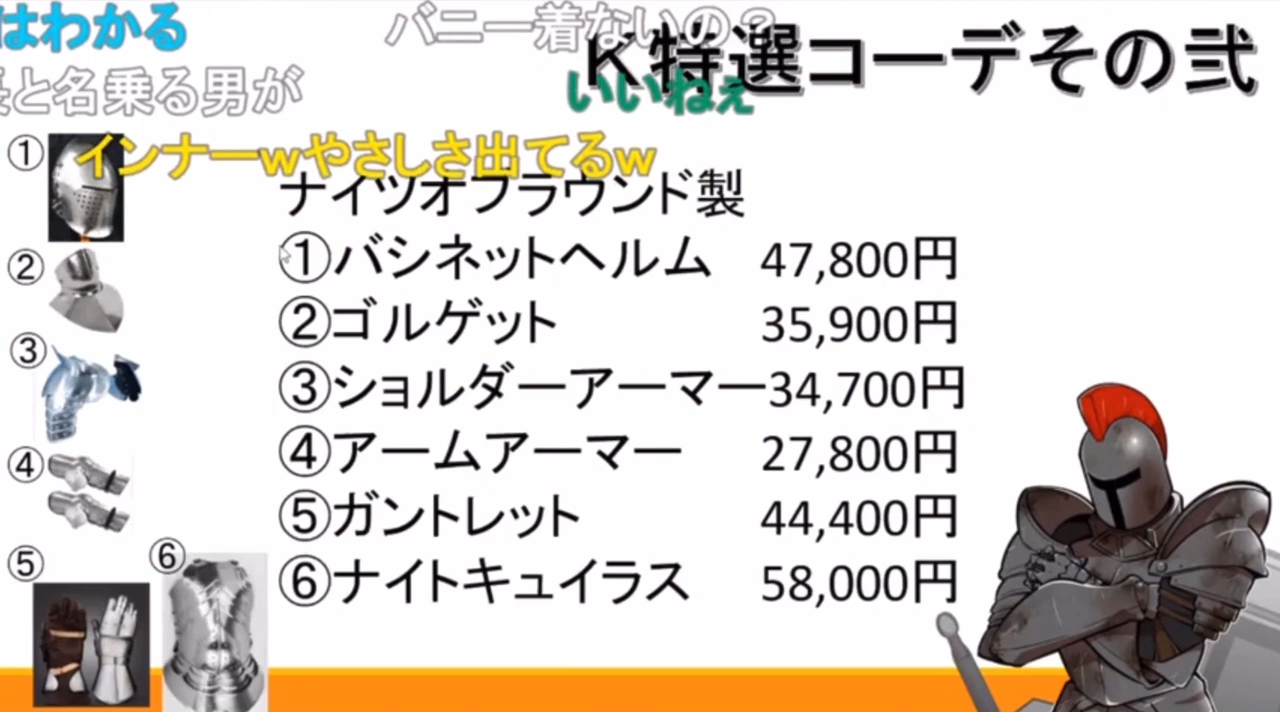 はわかる
バニー着ないの？
K特選コーデその弐
長と名乗る男が
いいねぇ
①
インナーwやさしさ出てるw
ナイツオブラウンド製
①バシネットヘルム 47,800円
②
②ゴルゲット 35,900円
③
③ショルダーアーマー34,700円
④
④アームアーマー 27,800円
⑤ガントレット 44,400円
⑤
⑥
⑥ナイトキュイラス 58,000円